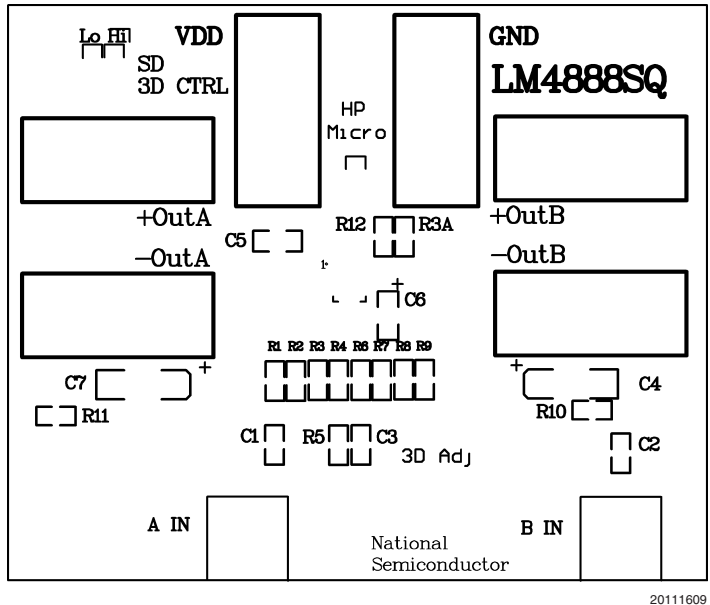 Lo Hi
VDD
GND
SD
3D CTRL
LM4888SQ
HP
Micro
+OutA
R12
R3A
+OutB
C5
-OutA
-OutB
1
+
C6
R1 R2 R3 R4 R6 R7 R8 R9
+
+
C7
C4
R11
R10
C1
R5
C3
C2
3D Adj
A IN
B IN
National
Semiconductor
20111609